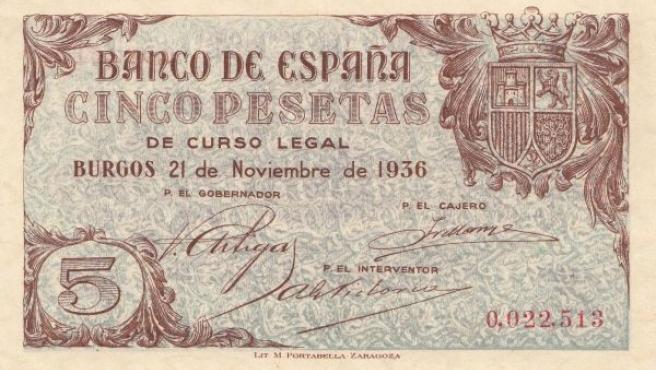 BANCO DE ESPAÑA
CINCO PESETAS
DE CURSO LEGAL
BURGOS 21 de Noviembre de 1936
P. EL GOBERNADOR
P. EL CAJERO
P. EL INTERVENTOR
5
0,022,513
LIT M. PORTABELLA-ZARAGOZA